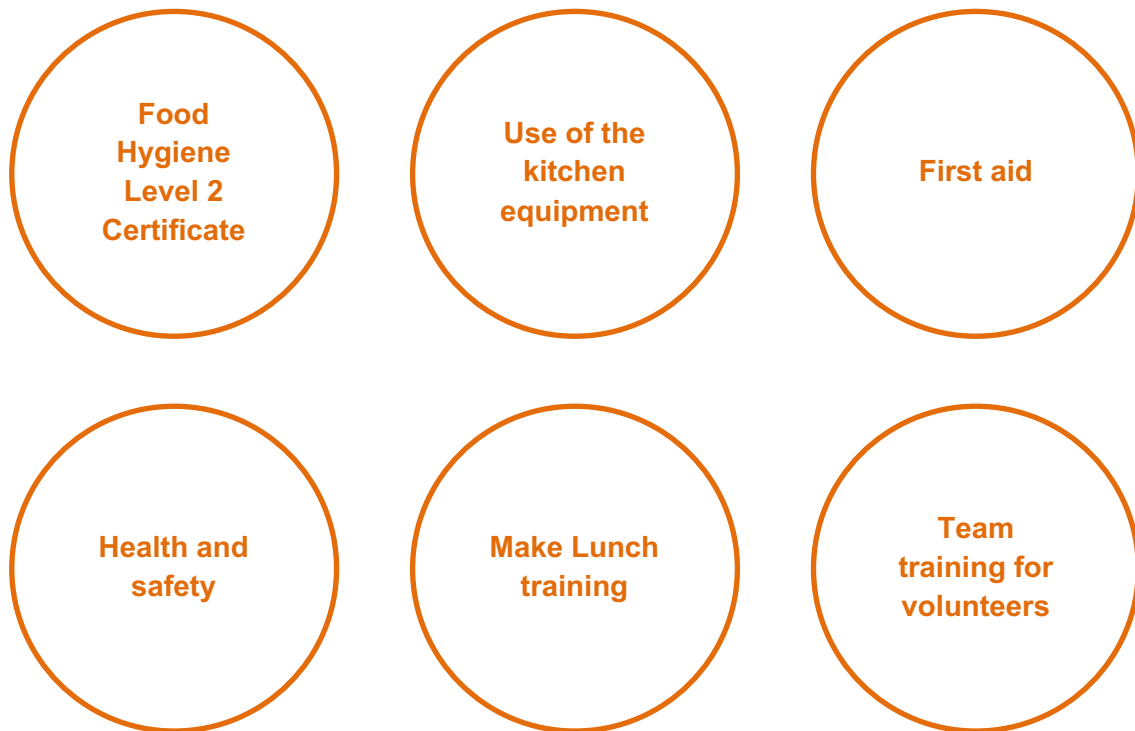 Food
Hygiene
Level 2
Certificate
Use of the
kitchen
equipment
First aid
Health and
safety
Make Lunch
training
Team
training for
volunteers